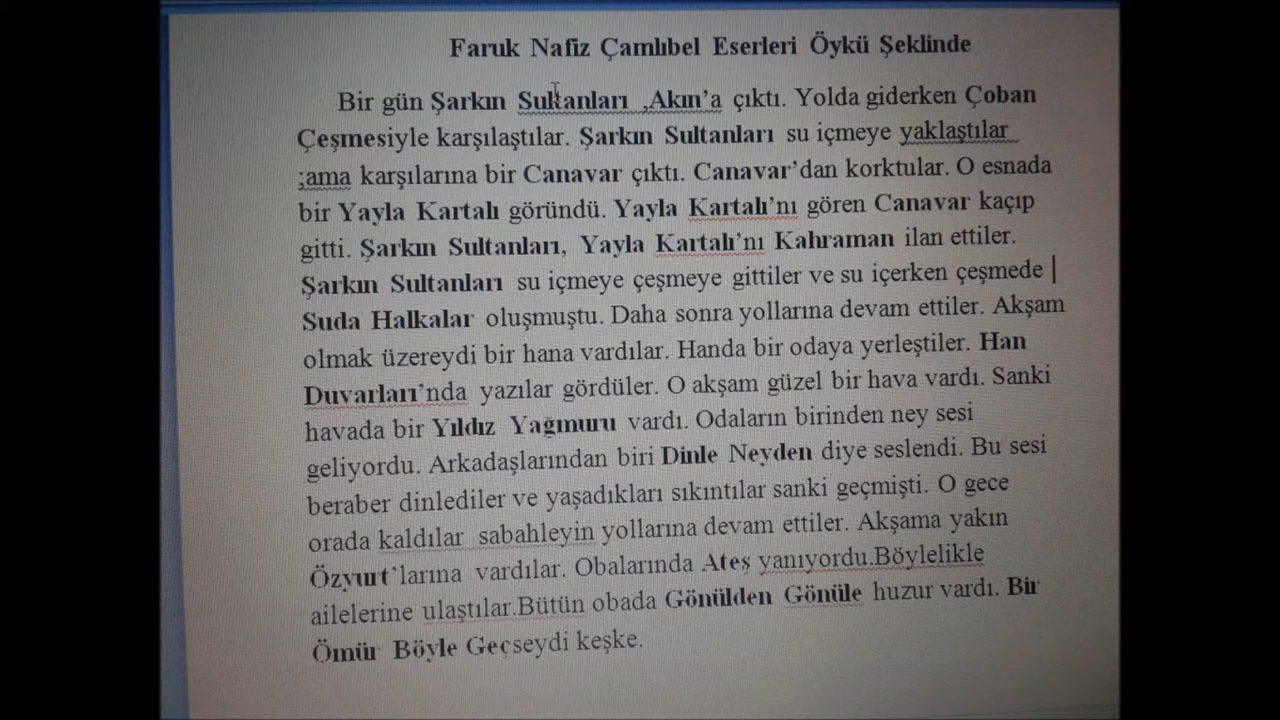 Faruk Nafiz Çamlıbel Eserleri Öykü Şeklinde
Bir gün Şarkın Sultanları ,Akın'a çıktı. Yolda giderken Çoban
Çeşmesiyle karşılaştılar. Şarkın Sultanları su içmeye yaklaştılar
;ama karşılarına bir Canavar çıktı. Canavar'dan korktular. O esnada
bir Yayla Kartalı göründü. Yayla Kartalı'nı gören Canavar kaçıp
gitti. Şarkın Sultanları, Yayla Kartalı'nı Kahraman ilan ettiler.
Şarkın Sultanları su içmeye çeşmeye gittiler ve su içerken çeşmede
Suda Halkalar oluşmuştu. Daha sonra yollarına devam ettiler. Akşam
olmak üzereydi bir hana vardılar. Handa bir odaya yerleştiler. Han
Duvarları'nda yazılar gördüler. O akşam güzel bir hava vardı. Sanki
havada bir Yıldız Yağmuru vardı. Odaların birinden ney sesi
geliyordu. Arkadaşlarından biri Dinle Neyden diye seslendi. Bu sesi
beraber dinlediler ve yaşadıkları sıkıntılar sanki geçmişti. O gece
orada kaldılar sabahleyin yollarına devam ettiler. Akşama yakın
Özyurt'larına vardılar. Obalarında Ateş yanıyordu.Böylelikle
ailelerine ulaştılar.Bütün obada Gönülden Gönüle huzur vardı. Bir
Ömür Böyle Geçseydi keşke.